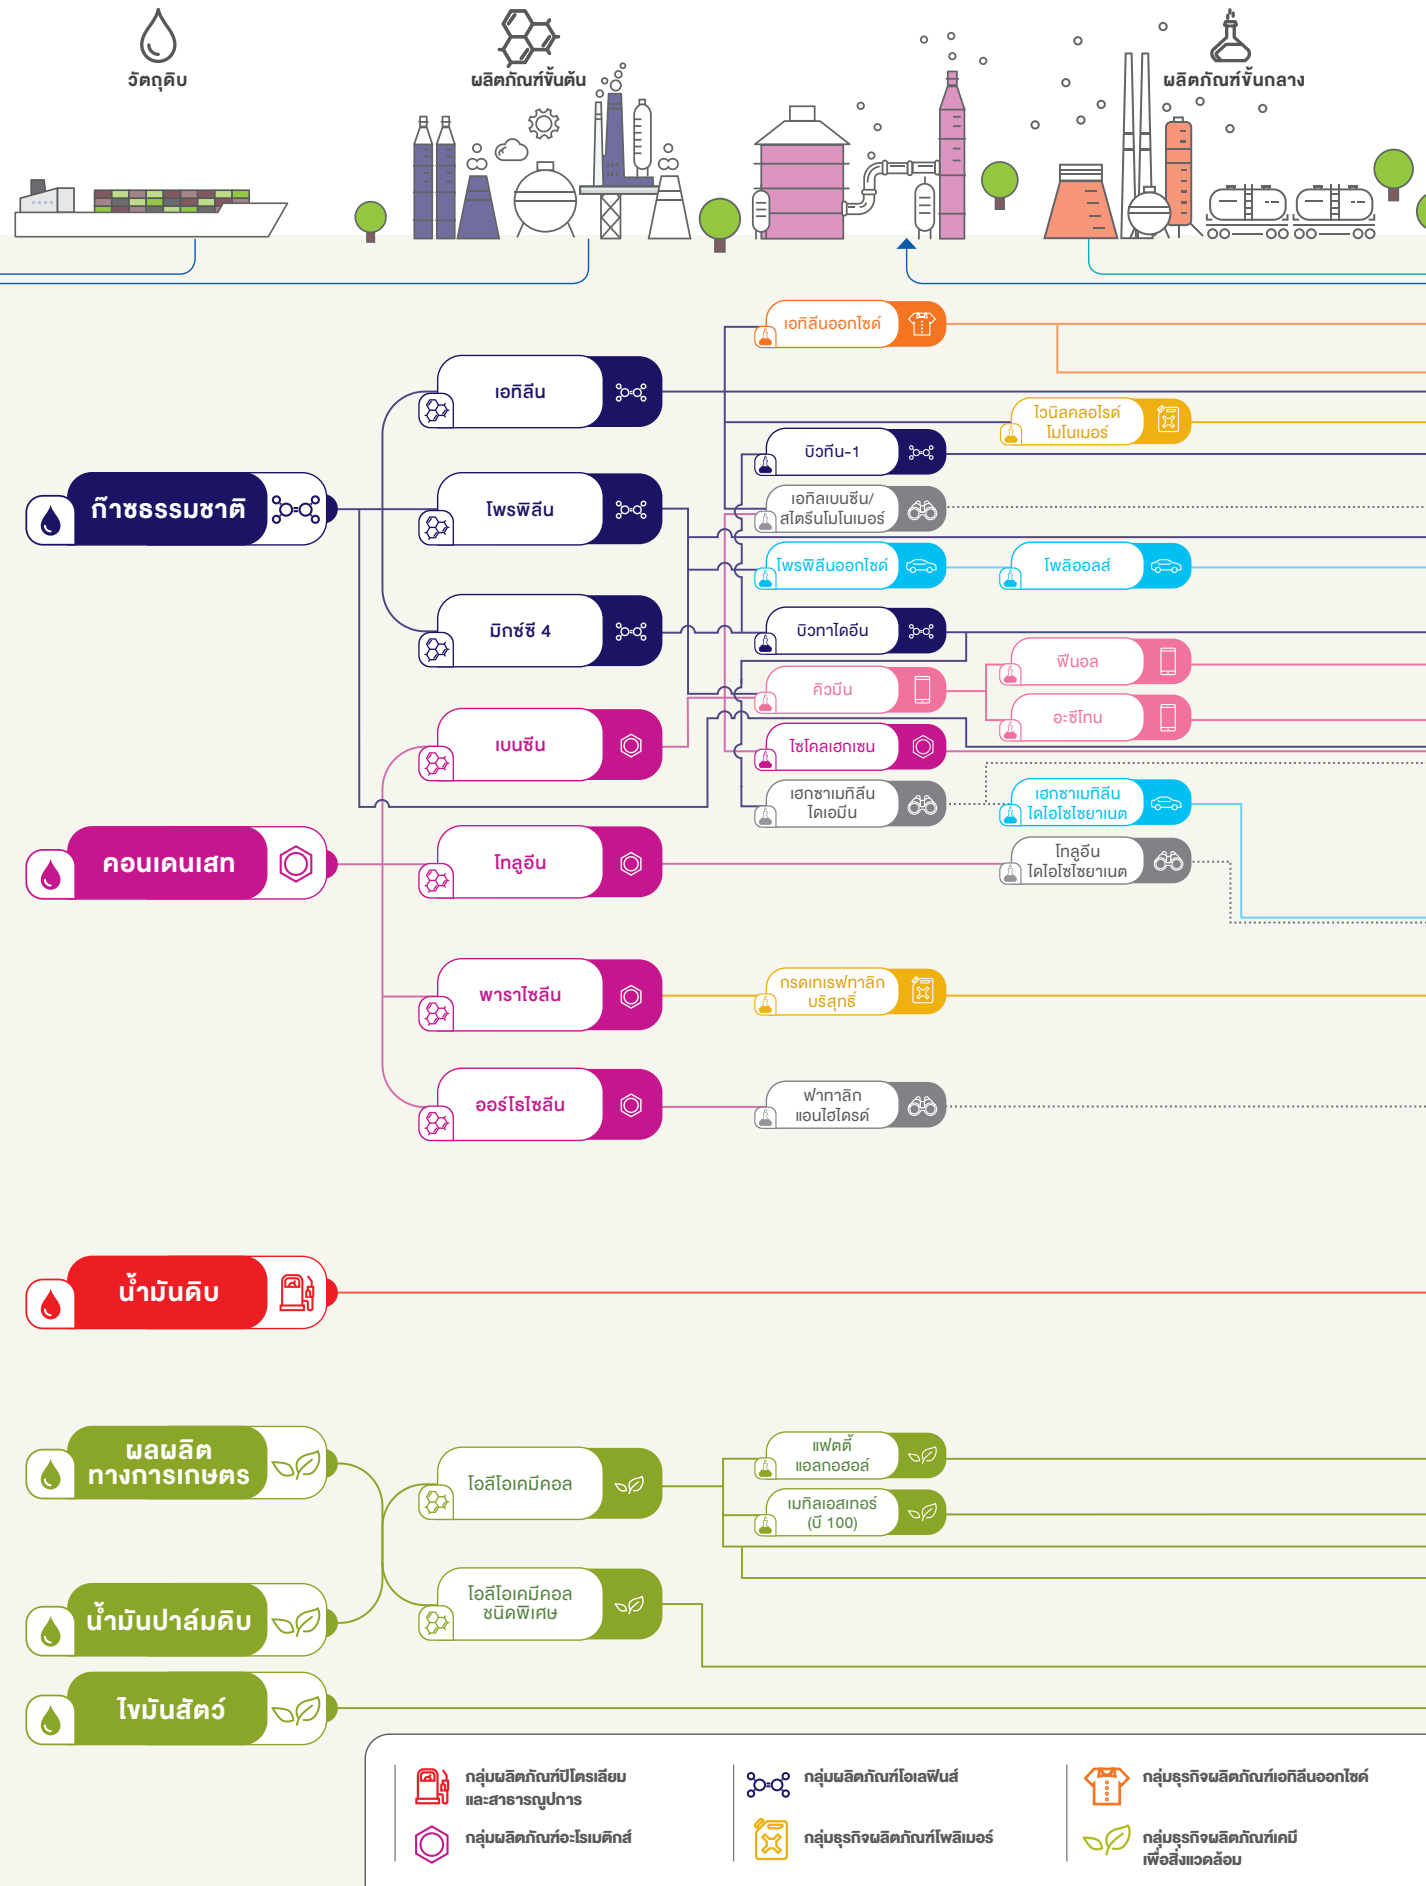 วัตถุดิบ
ผลิตภัณฑ์ขั้นต้น
ผลิตภัณฑ์ขั้นกลาง
เอทิลีนออกไซด์
เอทิลีน
ไวนิลคลอไรด์
โมโนเมอร์
บิวทีน-1
ก๊าซธรรมชาติ
โพรพิลีน
เอทิลเบนซีน/
สไตรีนโมโนเมอร์
โพรพิลีนออกไซด์
โพลิออลส์
มิกซ์ซี 4
บิวทาไดอีน
คิวมีน
ฟีนอล
อะซีโทน
เบนซีน
ไซโคลเฮกเซน
เฮกซาเมทิลีน
ไดเอมีน
เฮกซาเมทิลีน
ไดไอโซไซยาเนต
คอนเดนเสท
โทลูอีน
โทลูอีน
ไดไอโซไซยาเนต
พาราไซลีน
กรดเทเรฟทาลิก
บริสุทธิ์
ออร์โธไซลีน
ฟาทาลิก
แอนไฮไดรด์
น้ำมันดิบ
ผลผลิต
ทางการเกษตร
โอลีโอเคมีคอล
แฟตตี้
แอลกอฮอล์
เมทิลเอสเทอร์
(บี 100)
น้ำมันปาล์มดิบ
โอลีโอเคมีคอล
ชนิดพิเศษ
ไขมันสัตว์
กลุ่มผลิตภัณฑ์ปิโตรเลียม
และสาธารณูปการ
กลุ่มผลิตภัณฑ์โอเลฟินส์
กลุ่มธุรกิจผลิตภัณฑ์เอทิลีนออกไซด์
กลุ่มผลิตภัณฑ์อะโรเมติกส์
กลุ่มธุรกิจผลิตภัณฑ์โพลิเมอร์
กลุ่มธุรกิจผลิตภัณฑ์เคมี
เพื่อสิ่งแวดล้อม